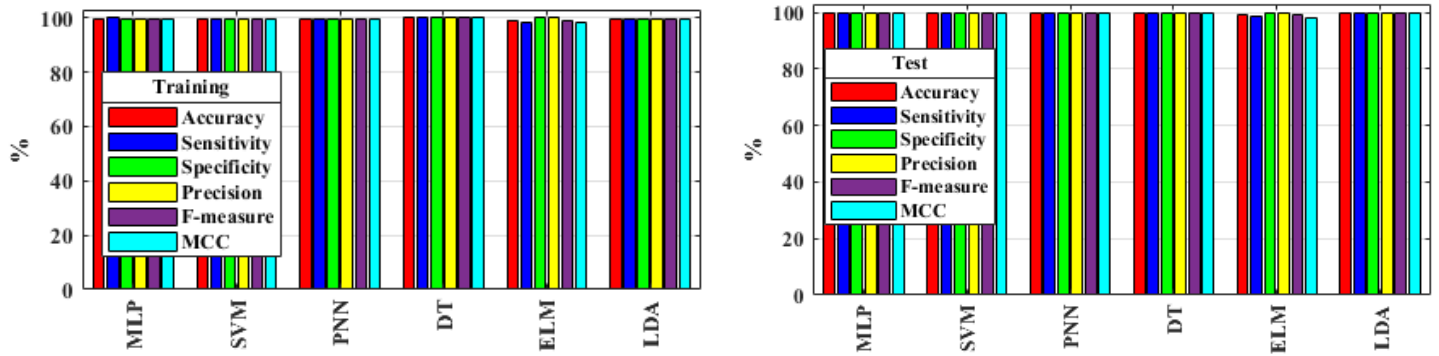 100
80
60
40
20
0
%
Training
Accuracy
Sensitivity
Specificity
Precision
F-measure
MCC
MLP
SVM
PNN
DT
ELM
LDA
100
80
60
40
20
0
%
Test
Accuracy
Sensitivity
Specificity
Precision
F-measure
MCC
MLP
SVM
PNN
DT
ELM
LDA